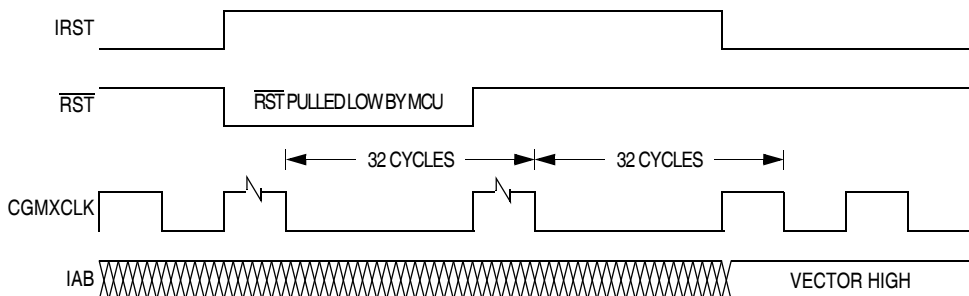 IRST
RST
RST PULLED LOW BY MCU
32 CYCLES
32 CYCLES
CGMXCLK
IAB
VECTOR HIGH